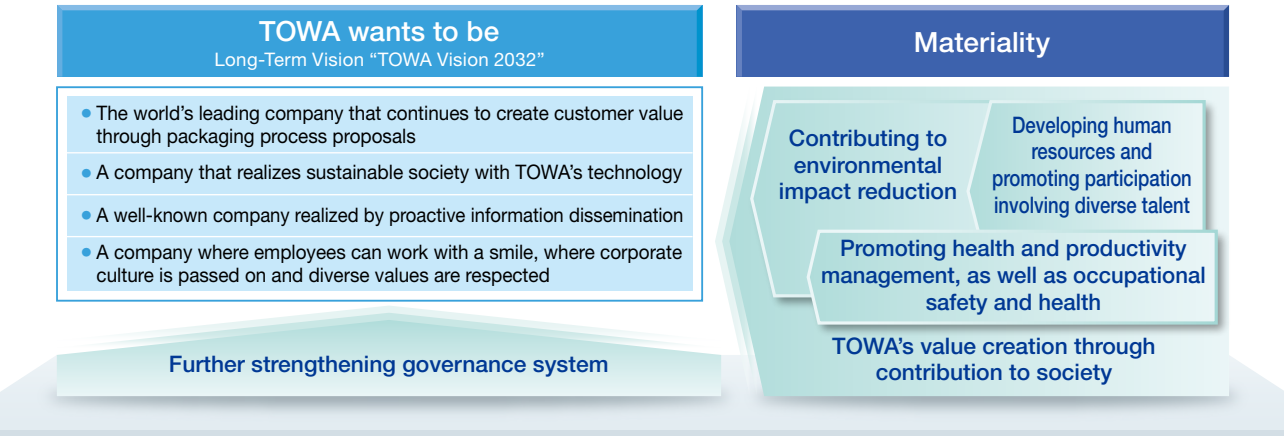 TOWA wants to be
Long-Term Vision “TOWA Vision 2032”
● The world’s leading company that continues to create customer value
through packaging process proposals
● A company that realizes sustainable society with TOWA’s technology
● A well-known company realized by proactive information dissemination
● A company where employees can work with a smile, where corporate
culture is passed on and diverse values are respected
Further strengthening governance system
Materiality
Contributing to
environmental
impact reduction
Developing human
resources and
promoting participation
involving diverse talent
Promoting health and productivity
management, as well as occupational
safety and health
TOWA’s value creation through
contribution to society